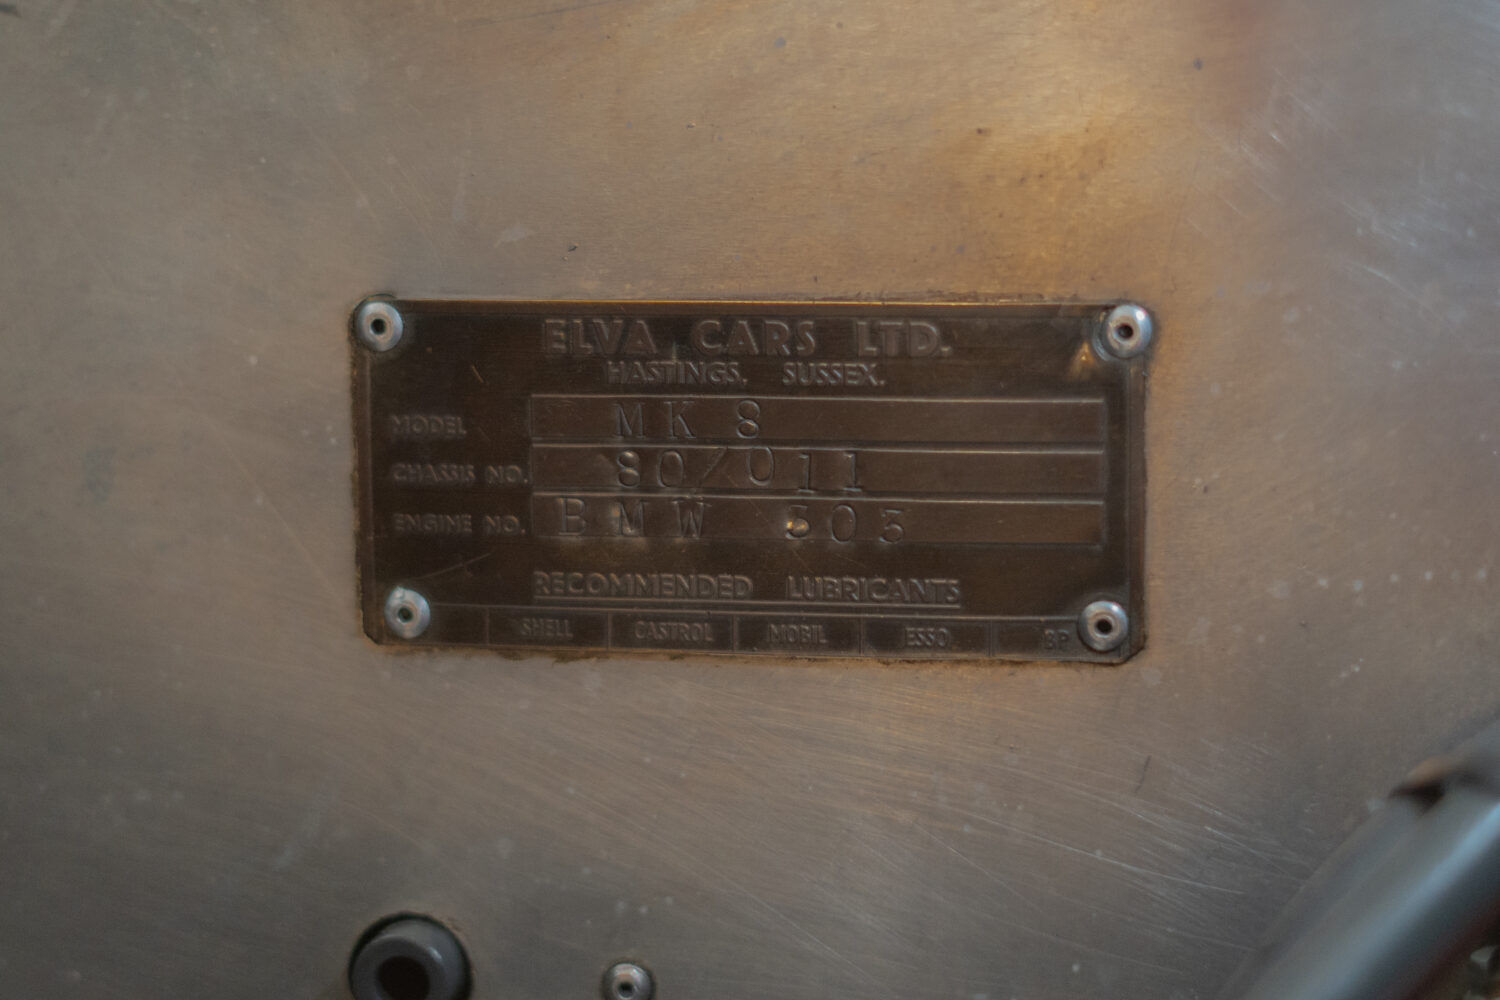 ELVA CARS LTD.
HASTINGS, SUSSEX.
MODEL MK 8
CHASSIS NO. 80/011
ENGINE NO. BMW 303
RECOMMENDED LUBRICANTS
SHELL CASTROL MOBIL ESSO BP